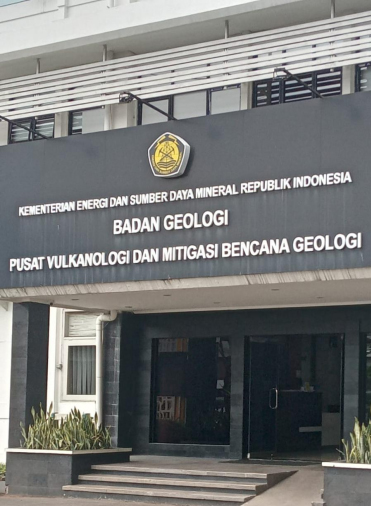 KEMENTERIAN ENERGI DAN SUMBER DAYA MINERAL REPUBLIK INDONESIA
BADAN GEOLOGI
PUSAT VULKANOLOGI DAN MITIGASI BENCANA GEOLOGI